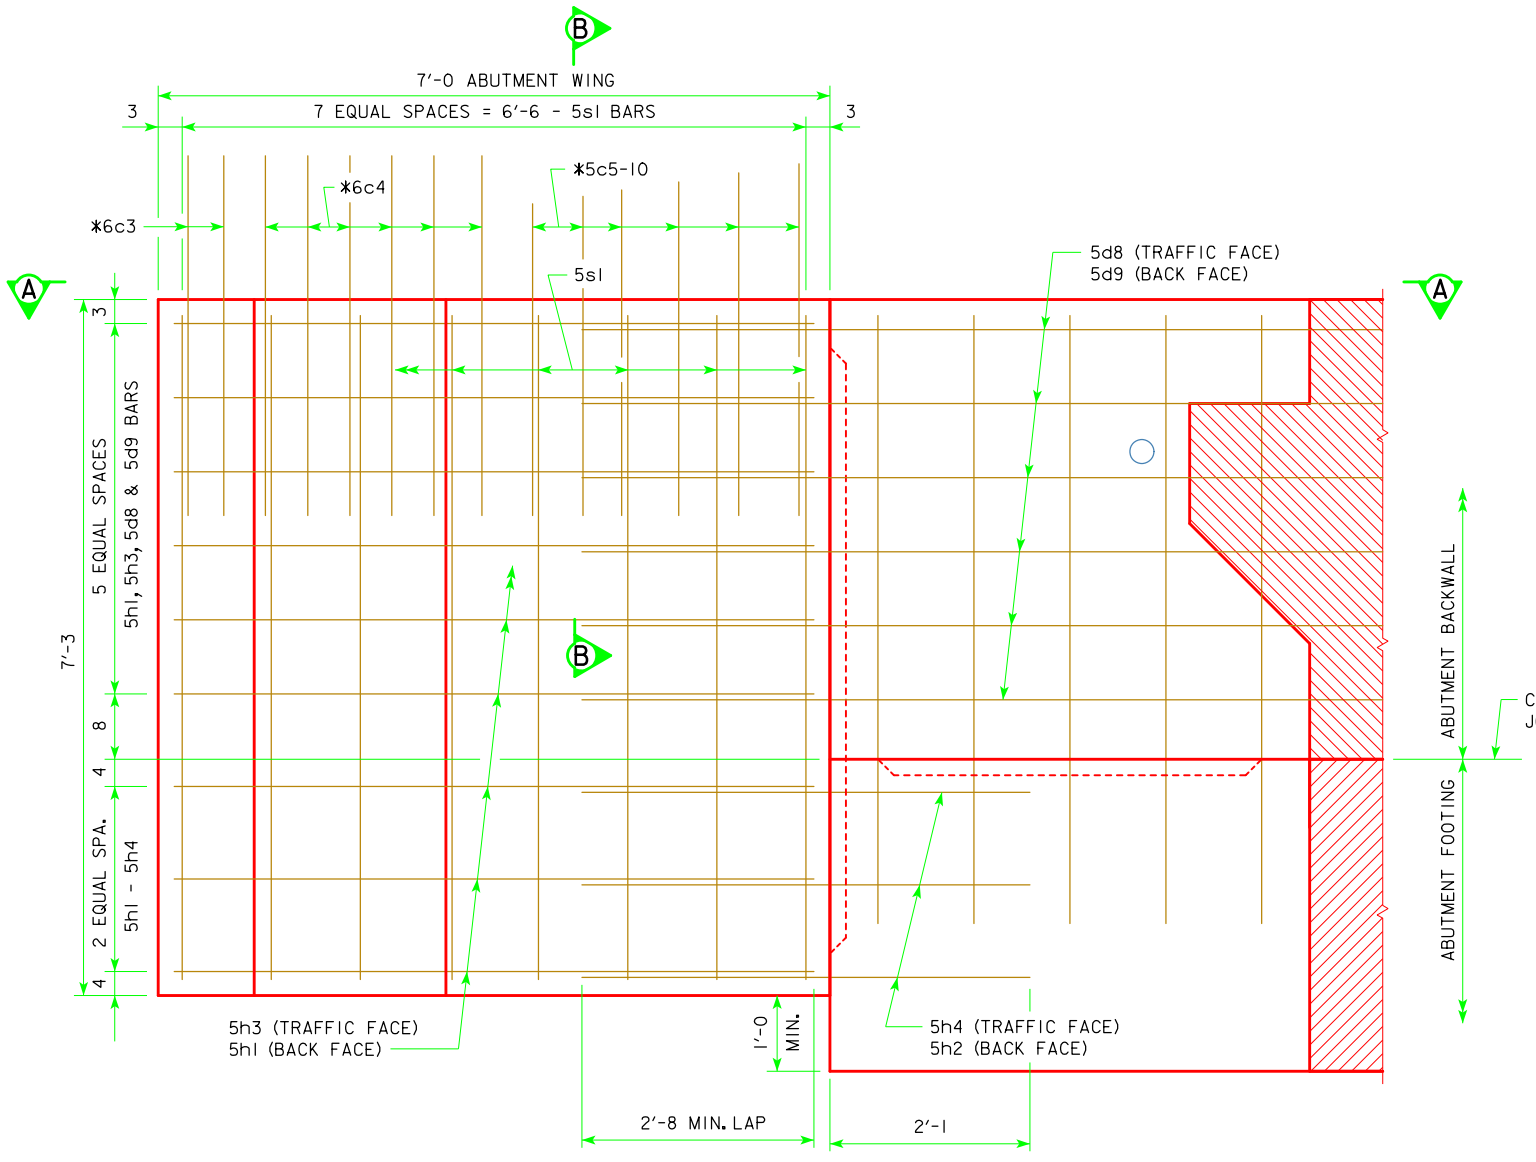 B
7'-0 ABUTMENT WING
3
7 EQUAL SPACES = 6'-6 - 5s1 BARS
3
*5c5-10
*6c4
*6c3
5s1
5d8 (TRAFFIC FACE)
5d9 (BACK FACE)
A
A
3
5 EQUAL SPACES
5h1, 5h3, 5d8 & 5d9 BARS
7'-3
8
4
2 EQUAL SPA.
5h1 - 5h4
4
B
ABUTMENT BACKWALL
C
ABUTMENT FOOTING
5h3 (TRAFFIC FACE)
5h1 (BACK FACE)
1'-0
MIN.
5h4 (TRAFFIC FACE)
5h2 (BACK FACE)
2'-8 MIN. LAP
2'-1